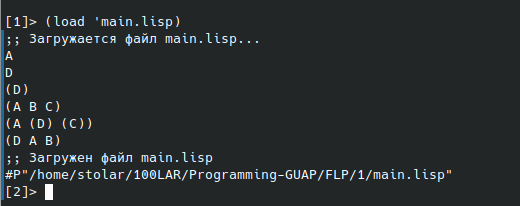 [1]> (load 'main.lisp)
;; Загружается файл main.lisp...
A
D
(D)
(A B C)
(A (D) (C))
(D A B)
;; Загружен файл main.lisp
#P"/home/stolar/100LAR/Programming-GUAP/FLP/1/main.lisp"
[2]>